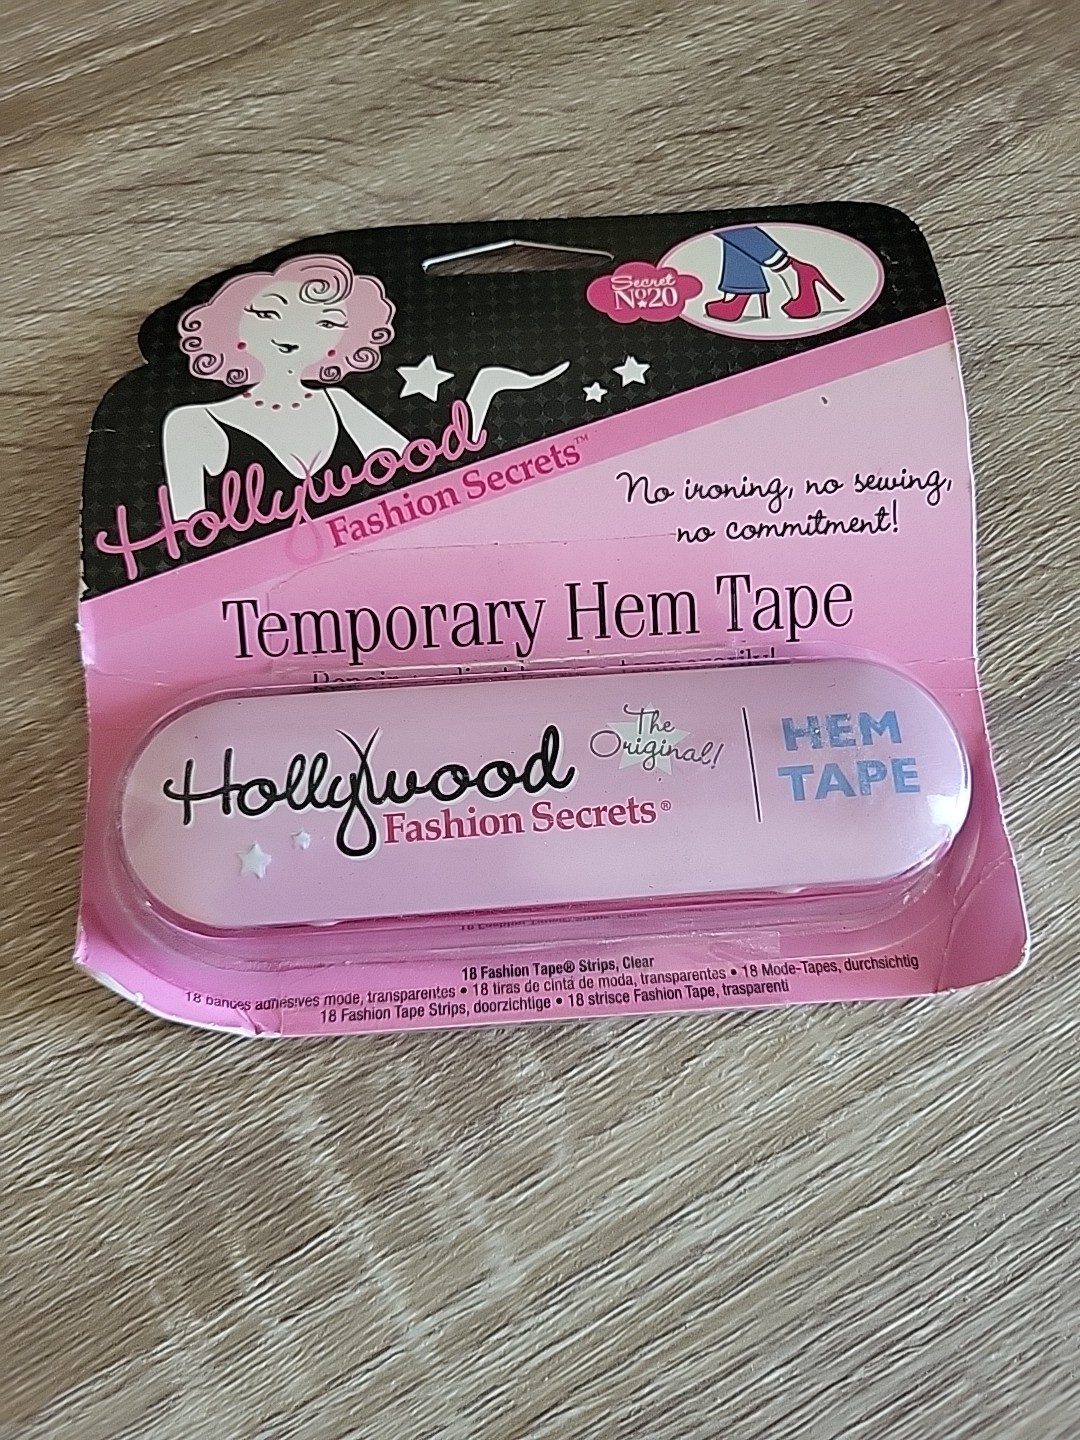 Secret
No20
Hollywood
Fashion Secrets™
No ironing, no sewing,
no commitment!
Temporary Hem Tape
Hollywood
Fashion Secrets®
The
Original!
HEM
TAPE
18 Fashion Tape® Strips, Clear
18 bandes adhésives mode, transparentes • 18 tiras de cinta de moda, transparentes • 18 Mode-Tapes, durchsichtig
18 Fashion Tape Strips, doorzichtige • 18 strisce Fashion Tape, trasparenti